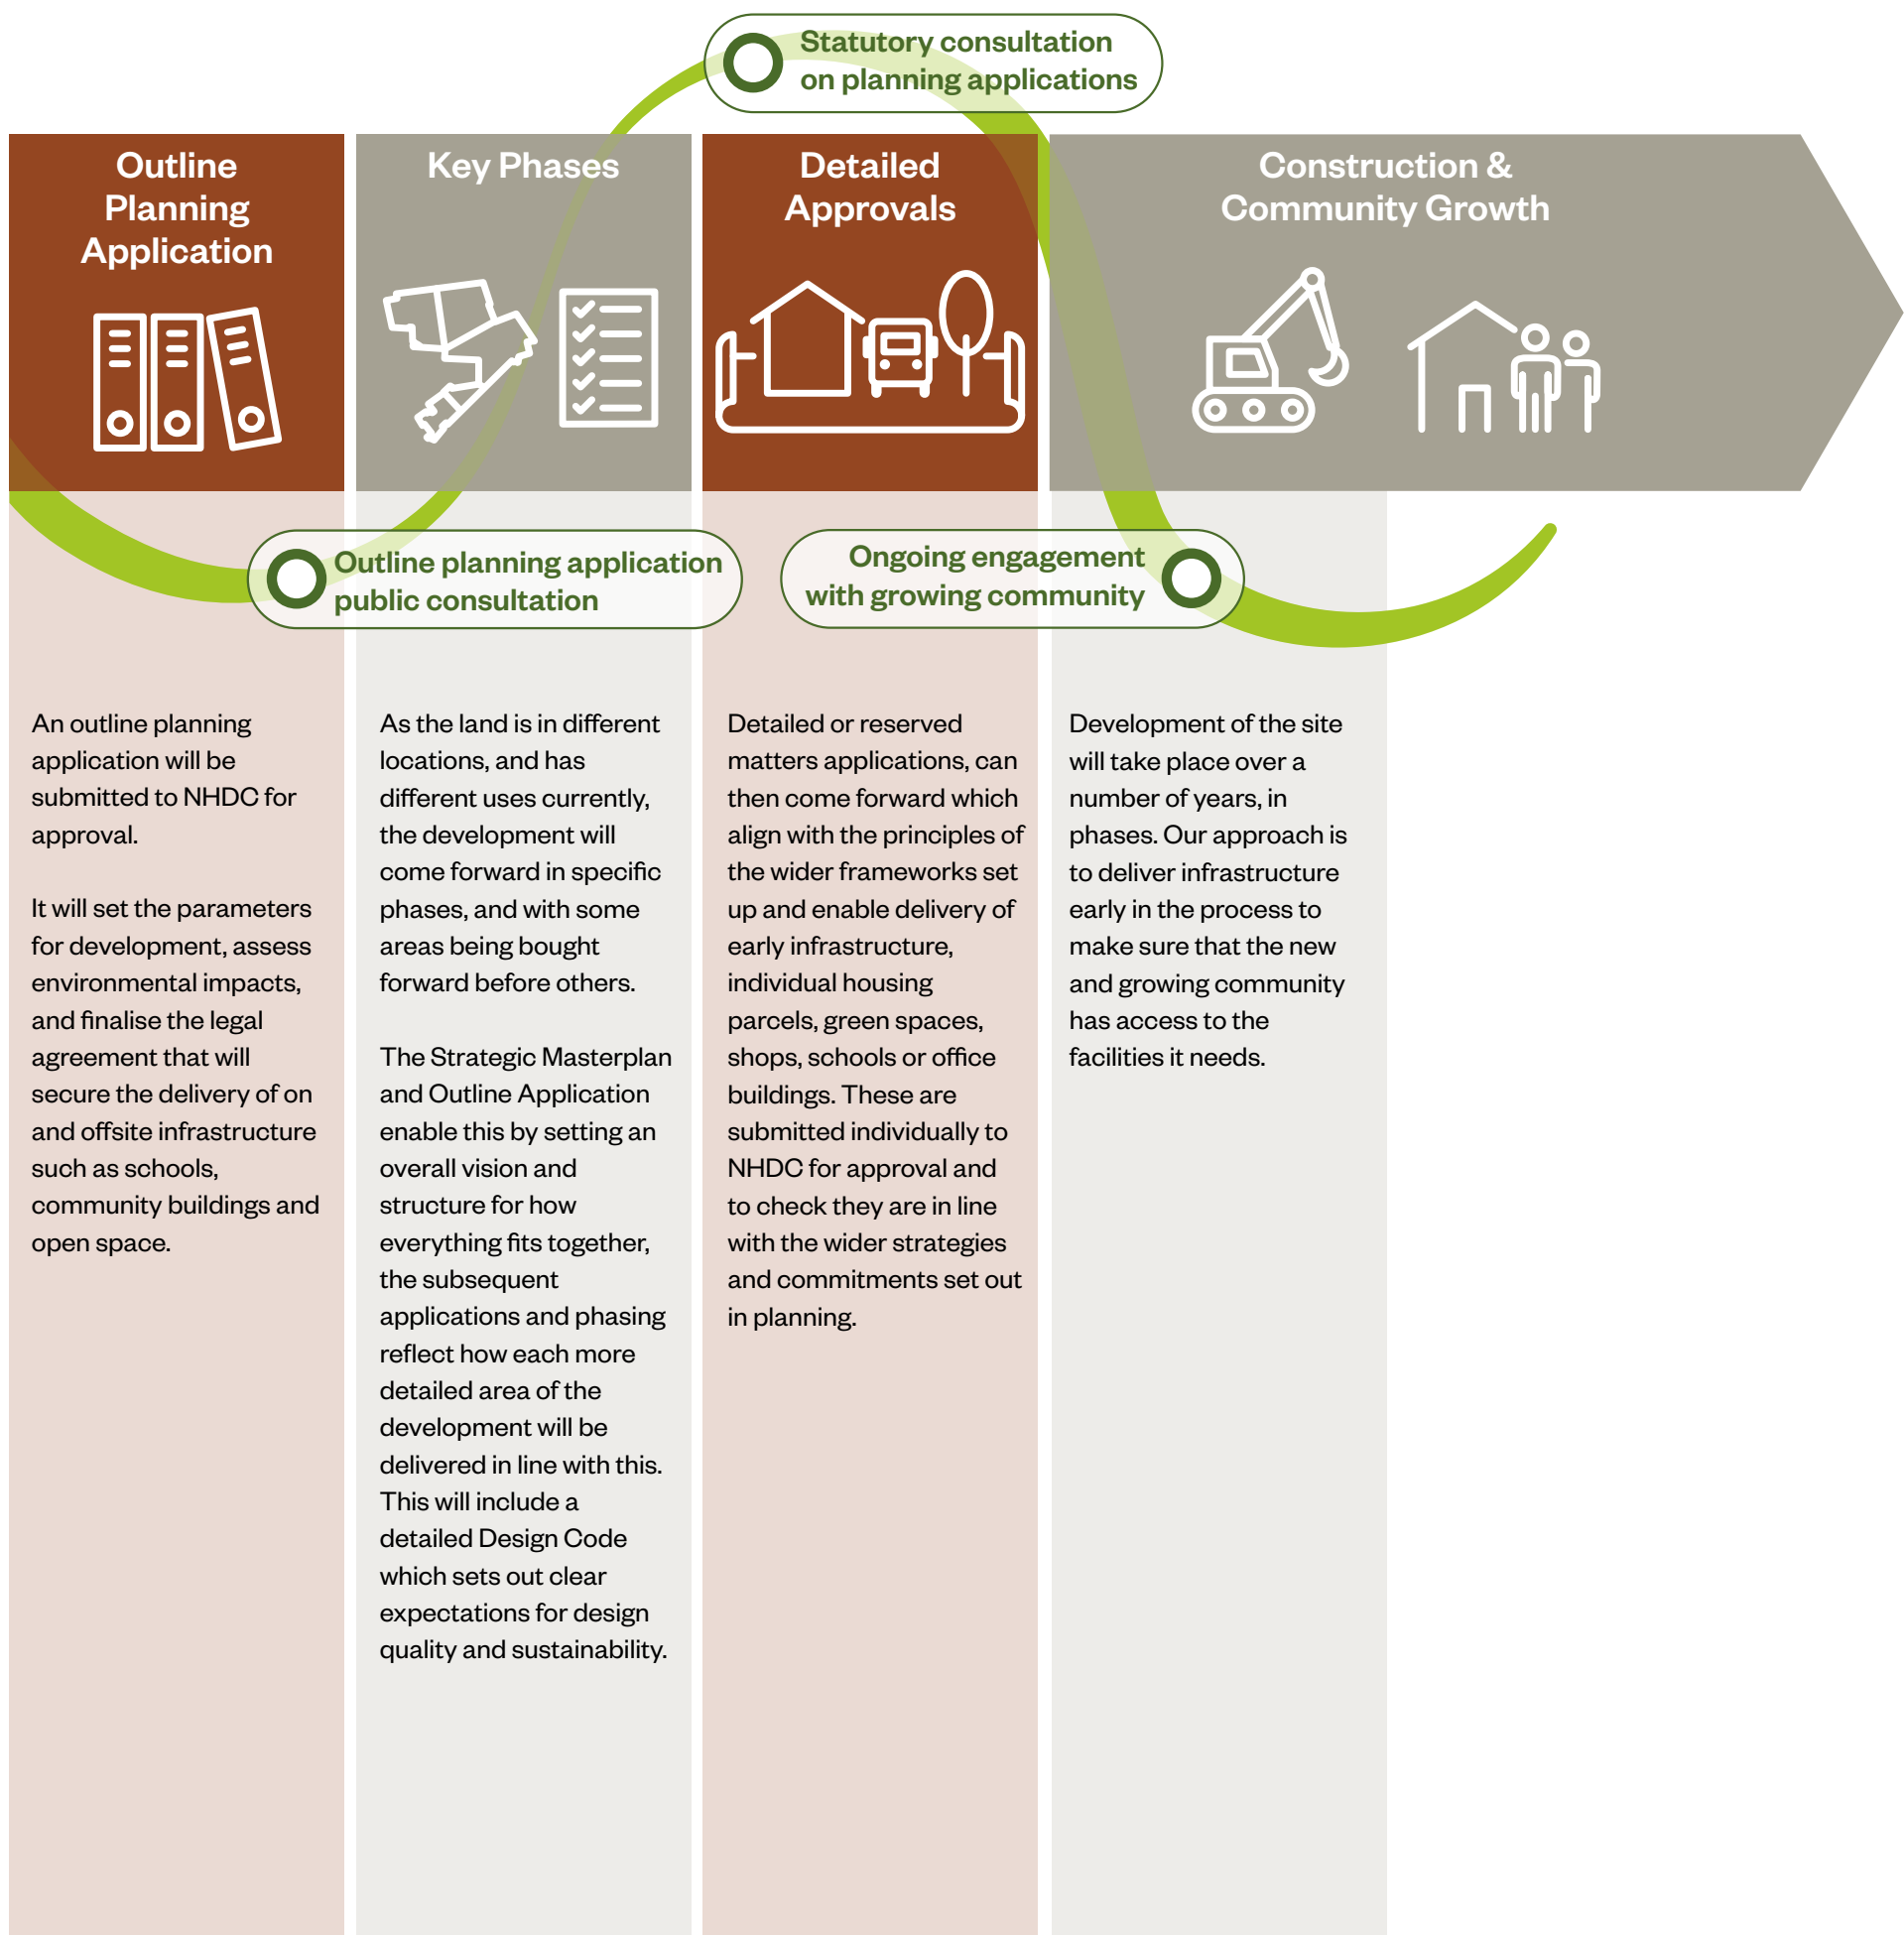 Statutory consultation
on planning applications
Outline
Planning
Application
Key Phases
Detailed
Approvals
Construction &
Community Growth
Outline planning application
public consultation
Ongoing engagement
with growing community
An outline planning
application will be
submitted to NHDC for
approval.
It will set the parameters
for development, assess
environmental impacts,
and finalise the legal
agreement that will
secure the delivery of on
and offsite infrastructure
such as schools,
community buildings and
open space.
As the land is in different
locations, and has
different uses currently,
the development will
come forward in specific
phases, and with some
areas being bought
forward before others.
The Strategic Masterplan
and Outline Application
enable this by setting an
overall vision and
structure for how
everything fits together,
the subsequent
applications and phasing
reflect how each more
detailed area of the
development will be
delivered in line with this.
This will include a
detailed Design Code
which sets out clear
expectations for design
quality and sustainability.
Detailed or reserved
matters applications, can
then come forward which
align with the principles of
the wider frameworks set
up and enable delivery of
early infrastructure,
individual housing
parcels, green spaces,
shops, schools or office
buildings. These are
submitted individually to
NHDC for approval and
to check they are in line
with the wider strategies
and commitments set out
in planning.
Development of the site
will take place over a
number of years, in
phases. Our approach is
to deliver infrastructure
early in the process to
make sure that the new
and growing community
has access to the
facilities it needs.